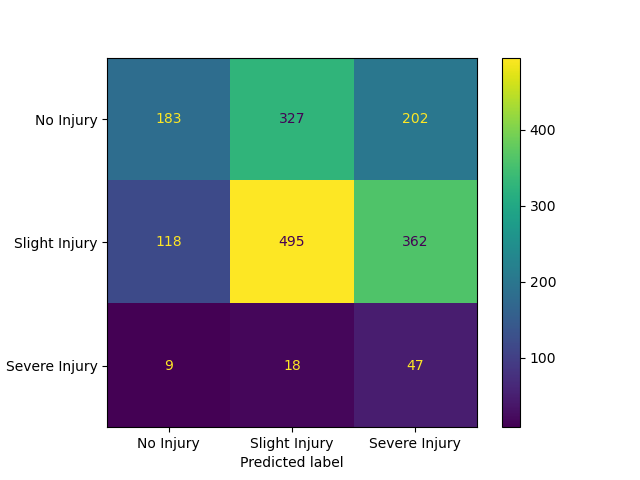 No Injury 183 327 202
Slight Injury 118 495 362
Severe Injury 9 18 47
No Injury Slight Injury Severe Injury
Predicted label
400
300
200
100